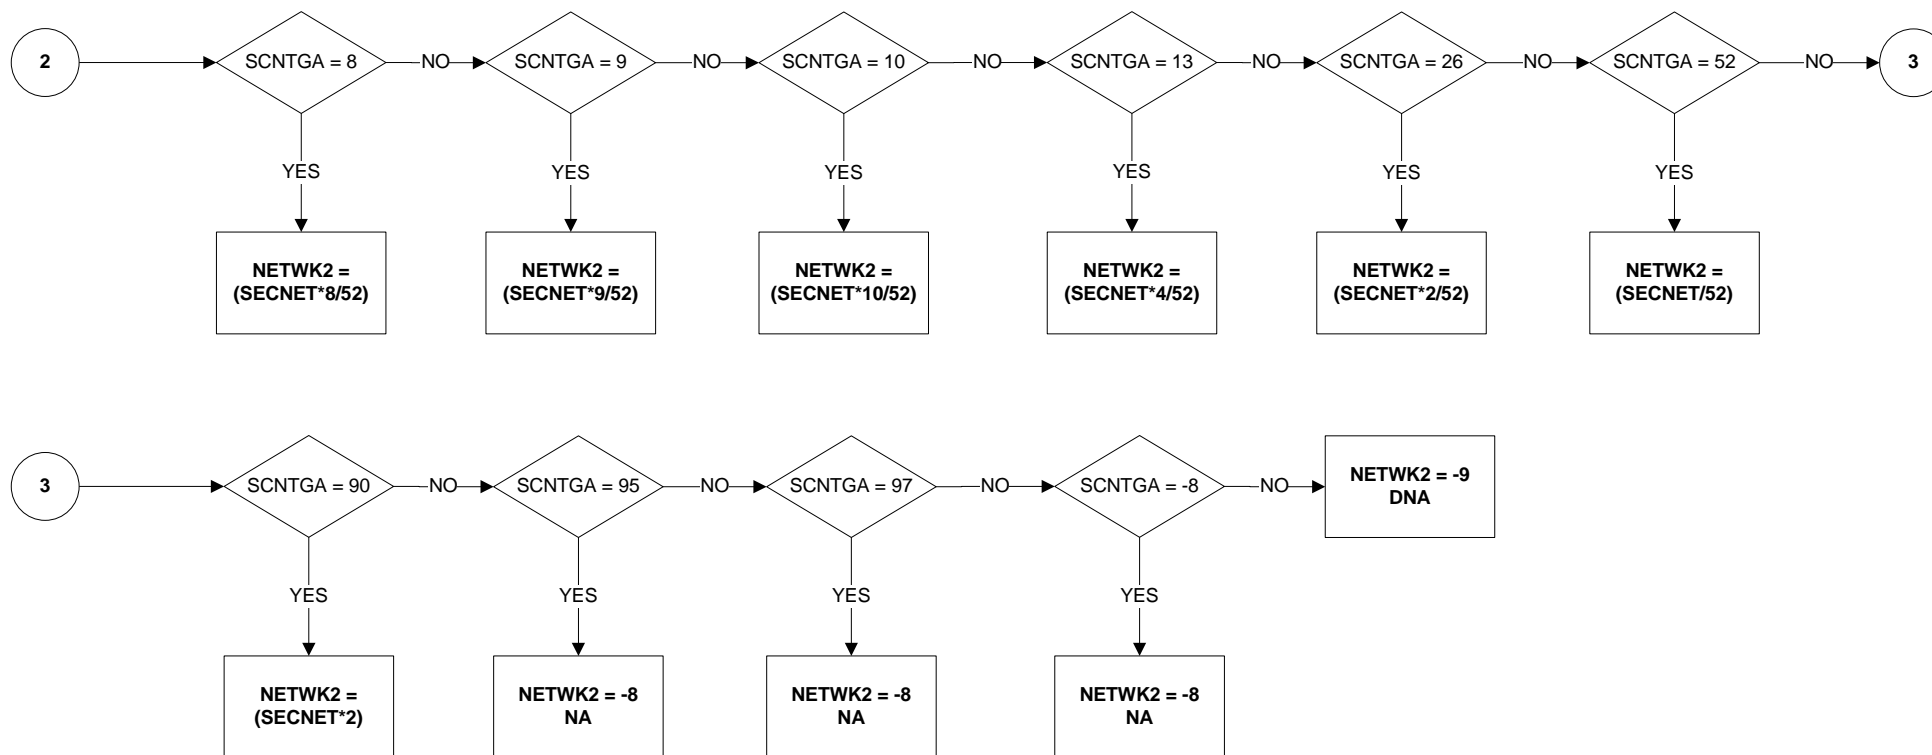 2
SCNTGA = 8
NO
SCNTGA = 9
NO
SCNTGA = 10
NO
SCNTGA = 13
NO
SCNTGA = 26
NO
SCNTGA = 52
NO
3
YES
YES
YES
YES
YES
YES
NETWK2 =
(SECNET*8/52)
NETWK2 =
(SECNET*9/52)
NETWK2 =
(SECNET*10/52)
NETWK2 =
(SECNET*4/52)
NETWK2 =
(SECNET*2/52)
NETWK2 =
(SECNET/52)
3
SCNTGA = 90
NO
SCNTGA = 95
NO
SCNTGA = 97
NO
SCNTGA = -8
NO
NETWK2 = -9
DNA
YES
YES
YES
YES
NETWK2 =
(SECNET*2)
NETWK2 = -8
NA
NETWK2 = -8
NA
NETWK2 = -8
NA